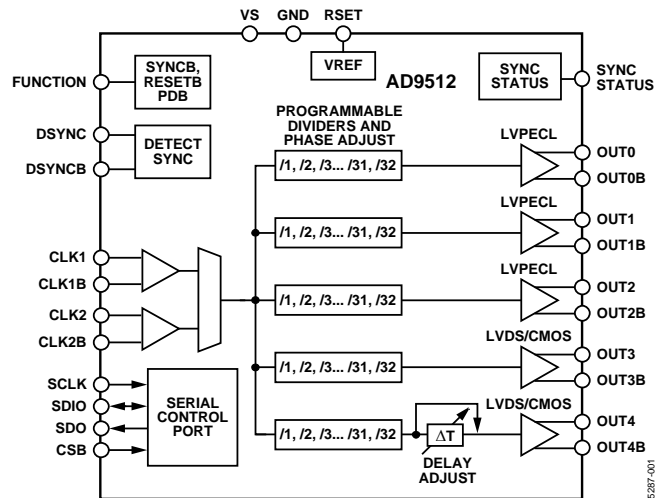 VS GND RSET
VREF
AD9512
FUNCTION
SYNCB,
RESETB
PDB
SYNC
STATUS
SYNC
STATUS
DSYNC
DSYNCB
DETECT
SYNC
PROGRAMMABLE
DIVIDERS AND
PHASE ADJUST
/1, /2, /3... /31, /32
LVPECL
OUT0
OUT0B
/1, /2, /3... /31, /32
LVPECL
OUT1
OUT1B
CLK1
CLK1B
CLK2
CLK2B
/1, /2, /3... /31, /32
LVPECL
OUT2
OUT2B
/1, /2, /3... /31, /32
LVDS/CMOS
OUT3
OUT3B
SCLK
SDIO
SDO
CSB
SERIAL
CONTROL
PORT
/1, /2, /3... /31, /32
ΔT
DELAY
ADJUST
LVDS/CMOS
OUT4
OUT4B
5287-001